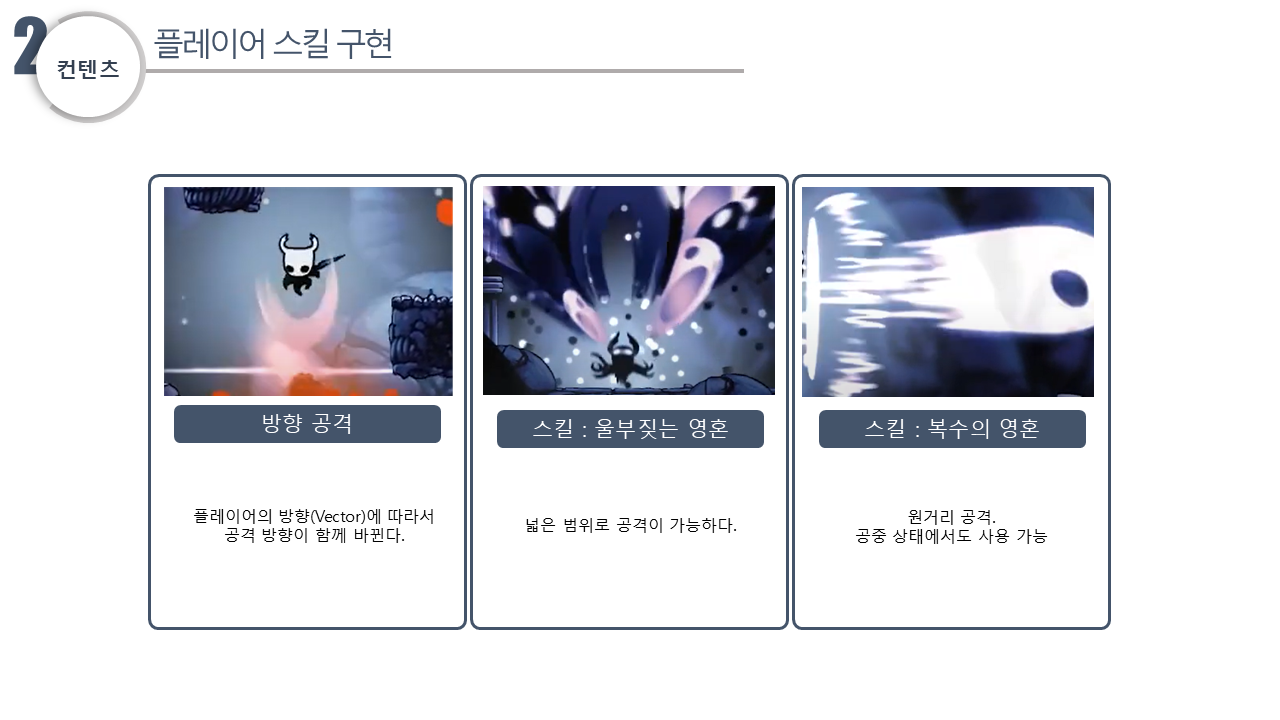 2
컨텐츠
플레이어 스킬 구현
방향 공격
플레이어의 방향(Vector)에 따라서
공격 방향이 함께 바뀐다.
스킬 : 울부짖는 영혼
넓은 범위로 공격이 가능하다.
스킬 : 복수의 영혼
원거리 공격.
공중 상태에서도 사용 가능